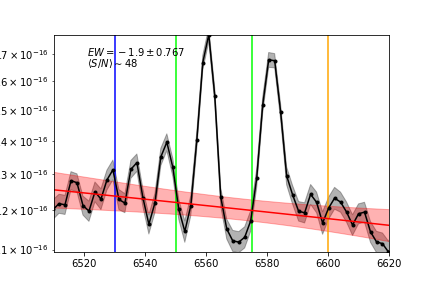 .7 × 10⁻¹⁶
.6 × 10⁻¹⁶
.5 × 10⁻¹⁶
.4 × 10⁻¹⁶
.3 × 10⁻¹⁶
.2 × 10⁻¹⁶
.1 × 10⁻¹⁶
EW = −1.9 ± 0.767
⟨S/N⟩ ~ 48
6520 6540 6560 6580 6600 6620